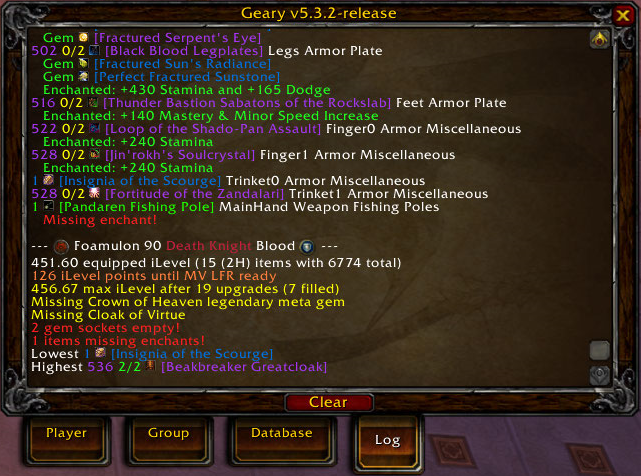 Geary v5.3.2-release
Gem [Fractured Serpent's Eye]
502 0/2 [Black Blood Legplates] Legs Armor Plate
Gem [Fractured Sun's Radiance]
Gem [Perfect Fractured Sunstone]
Enchanted: +430 Stamina and +165 Dodge
516 0/2 [Thunder Bastion Sabatons of the Rockslab] Feet Armor Plate
Enchanted: +140 Mastery & Minor Speed Increase
522 0/2 [Loop of the Shado-Pan Assault] Finger0 Armor Miscellaneous
Enchanted: +240 Stamina
528 0/2 [Jin'rokh's Soulcrystal] Finger1 Armor Miscellaneous
Enchanted: +240 Stamina
1 [Insignia of the Scourge] Trinket0 Armor Miscellaneous
528 0/2 [Fortitude of the Zandalari] Trinket1 Armor Miscellaneous
1 [Pandaren Fishing Pole] MainHand Weapon Fishing Poles
Missing enchant!
--- Foamulon 90 Death Knight Blood ---
451.60 equipped iLevel (15 (2H) items with 6774 total)
126 iLevel points until MV LFR ready
456.67 max iLevel after 19 upgrades (7 filled)
Missing Crown of Heaven legendary meta gem
Missing Cloak of Virtue
2 gem sockets empty!
1 items missing enchants!
Lowest 1 [Insignia of the Scourge]
Highest 536 2/2 [Beakbreaker Greatcloak]
Clear
Player Group Database Log